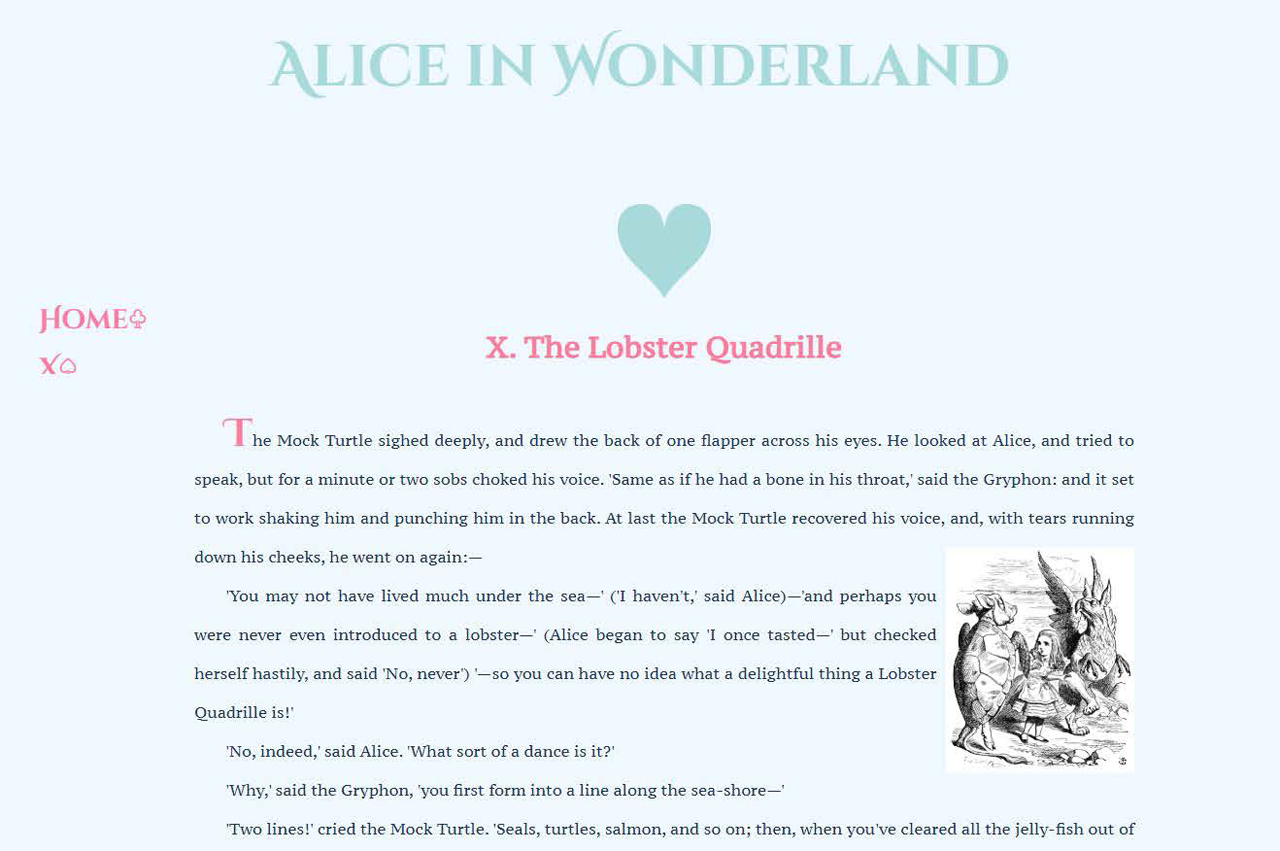 Alice in Wonderland
X. The Lobster Quadrille
Home
X
The Mock Turtle sighed deeply, and drew the back of one flapper across his eyes. He looked at Alice, and tried to
speak, but for a minute or two sobs choked his voice. 'Same as if he had a bone in his throat,' said the Gryphon: and it set
to work shaking him and punching him in the back. At last the Mock Turtle recovered his voice, and, with tears running
down his cheeks, he went on again:—
'You may not have lived much under the sea—' ('I haven't,' said Alice)—'and perhaps you
were never even introduced to a lobster—' (Alice began to say 'I once tasted—' but checked
herself hastily, and said 'No, never') '—so you can have no idea what a delightful thing a Lobster
Quadrille is!'
'No, indeed,' said Alice. 'What sort of a dance is it?'
'Why,' said the Gryphon, 'you first form into a line along the sea-shore—'
'Two lines!' cried the Mock Turtle. 'Seals, turtles, salmon, and so on; then, when you've cleared all the jelly-fish out of